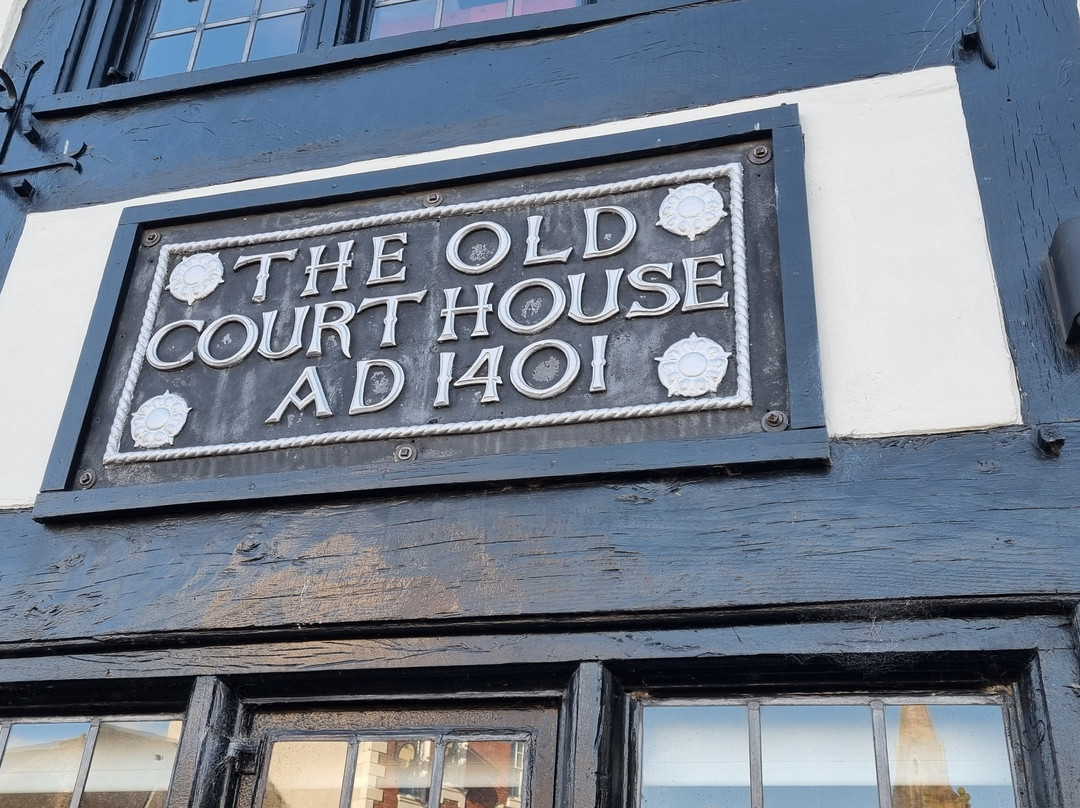 THE OLD
COURT HOUSE
AD 1401